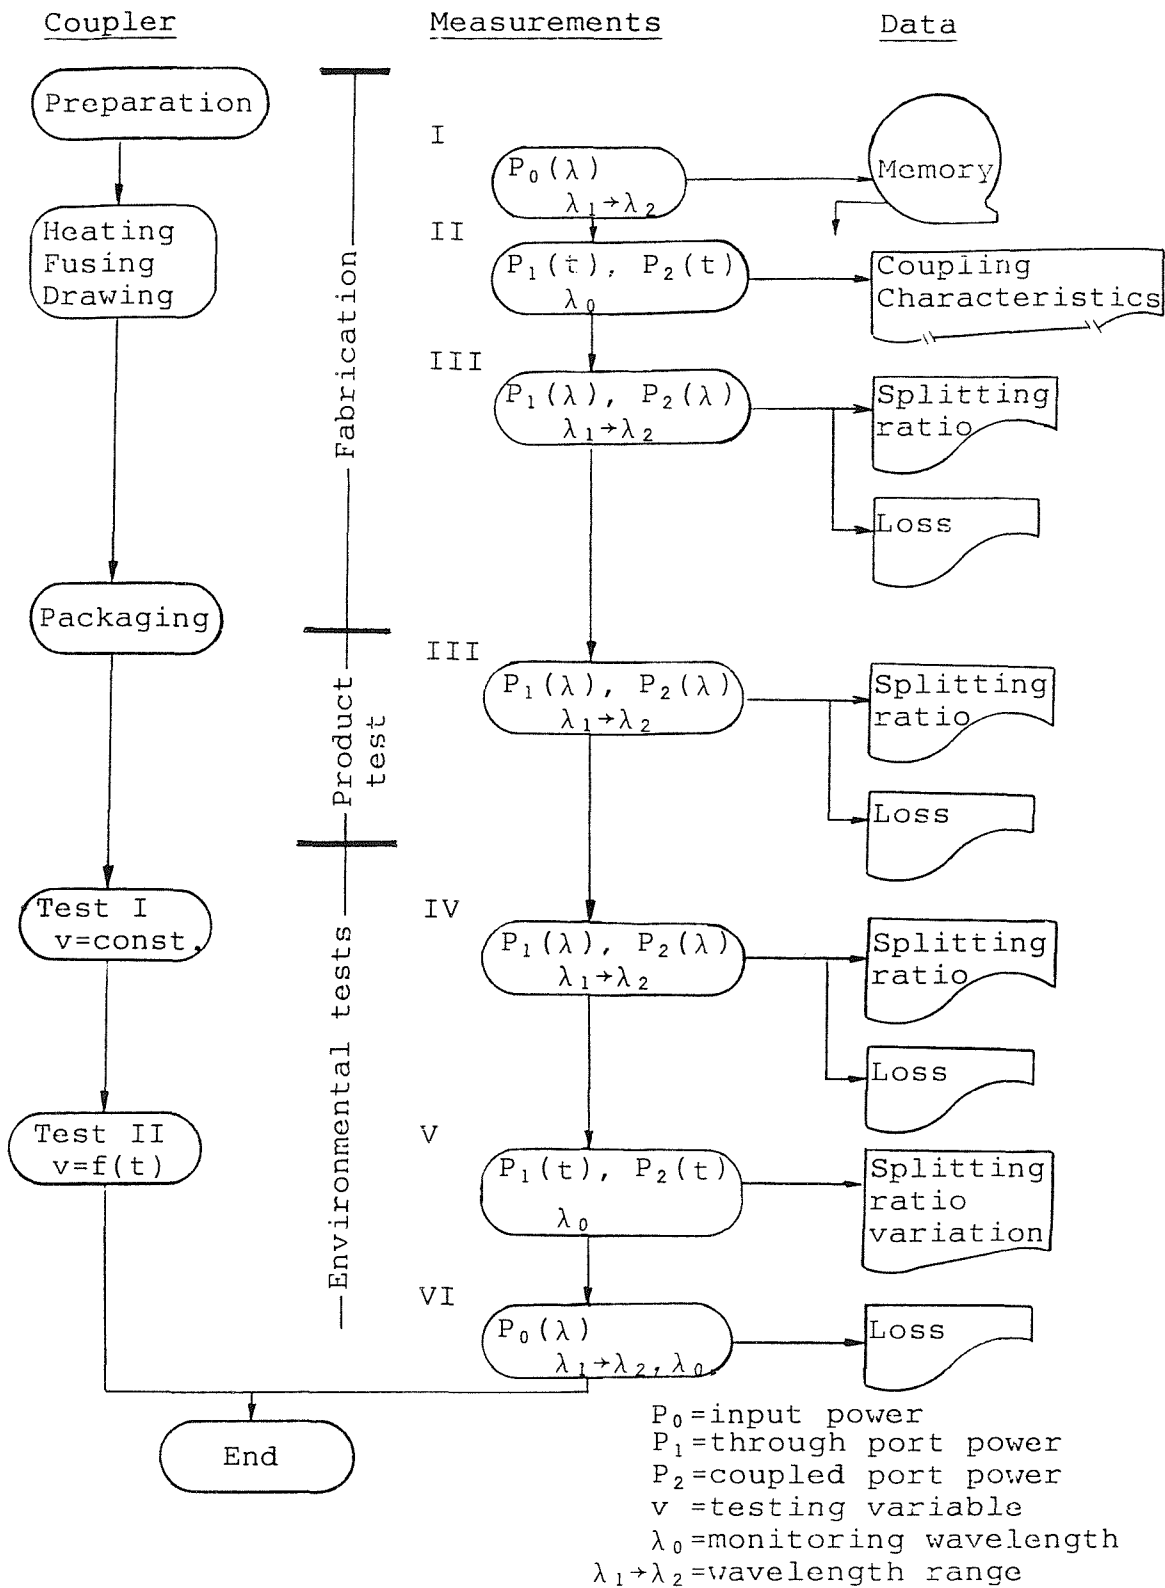 Coupler
Measurements
Data
Preparation
Heating
Fusing
Drawing
Packaging
Test I
v=const.
Test II
v=f(t)
End
Fabrication
Product
test
Environmental tests
I
P₀(λ)
λ₁→λ₂
Memory
II
P₁(t), P₂(t)
λ₀
Coupling
Characteristics
III
P₁(λ), P₂(λ)
λ₁→λ₂
Splitting
ratio
Loss
III
P₁(λ), P₂(λ)
λ₁→λ₂
Splitting
ratio
Loss
IV
P₁(λ), P₂(λ)
λ₁→λ₂
Splitting
ratio
Loss
V
P₁(t), P₂(t)
λ₀
Splitting
ratio
variation
VI
P₀(λ)
λ₁→λ₂, λ₀.
Loss
P₀=input power
P₁=through port power
P₂=coupled port power
v =testing variable
λ₀=monitoring wavelength
λ₁→λ₂=wavelength range